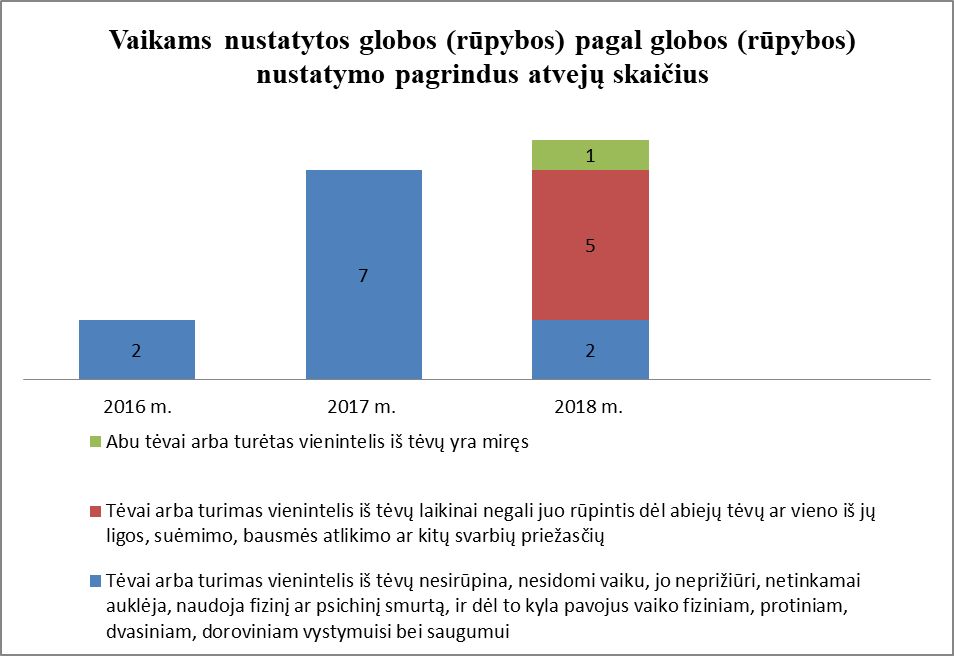 Vaikams nustatytos globos (rūpybos) pagal globos (rūpybos)
nustatymo pagrindus atvejų skaičius
1
5
7
2
2
2016 m.
2017 m.
2018 m.
Abu tėvai arba turėtas vienintelis iš tėvų yra miręs
Tėvai arba turimas vienintelis iš tėvų laikinai negali juo rūpintis dėl abiejų tėvų ar vieno iš jų
ligos, suėmimo, bausmės atlikimo ar kitų svarbių priežasčių
Tėvai arba turimas vienintelis iš tėvų nesirūpina, nesidomi vaiku, jo neprižiūri, netinkamai
auklėja, naudoja fizinį ar psichinį smurtą, ir dėl to kyla pavojus vaiko fiziniam, protiniam,
dvasiniam, doroviniam vystymuisi bei saugumui